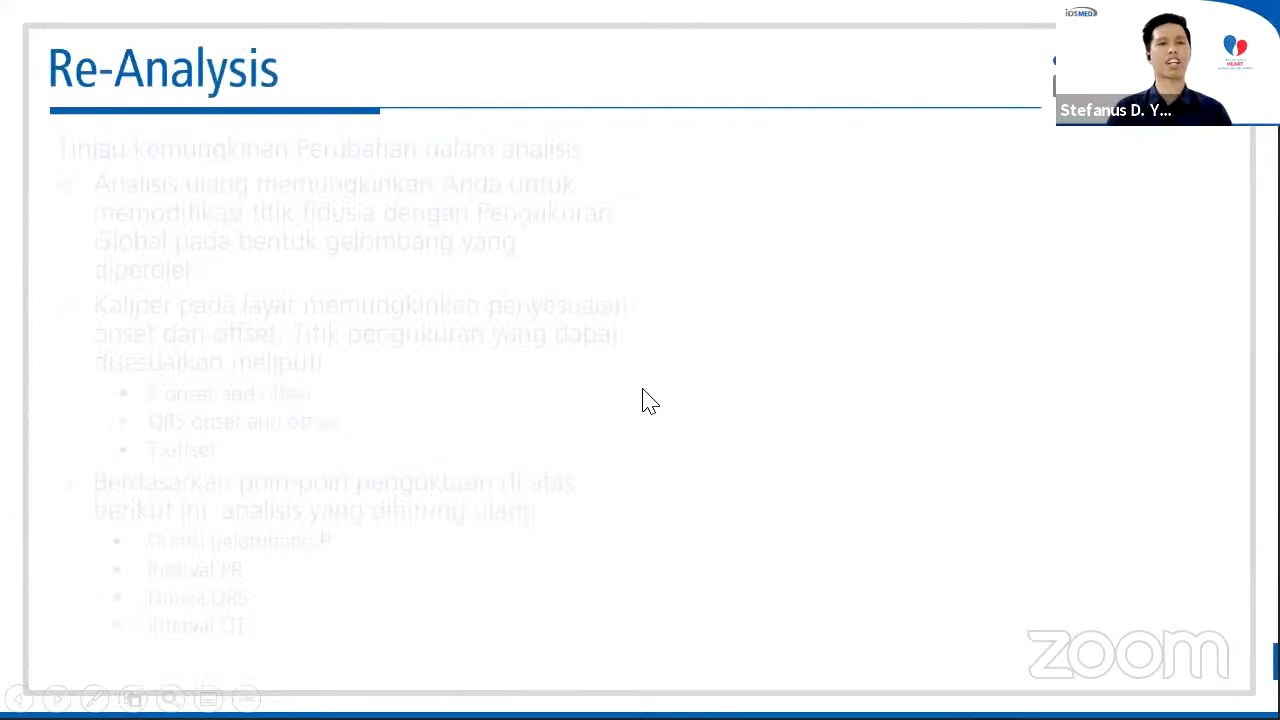 Re-Analysis
iDSMED
HEART
Stefanus D. Y...
Tinjau kemungkinan Perubahan dalam analisis
Analisis ulang memungkinkan Anda untuk
memodifikasi titik fidusia dengan Pengukuran
Global pada bentuk gelombang yang
diperoleh
Kaliper pada layar memungkinkan penyesuaian
onset dan offset. Titik pengukuran yang dapat
disesuaikan meliputi
P onset and offset
QRS onset and offset
T offset
Berdasarkan poin-poin pengukuran di atas
berikut ini analisis yang dihitung ulang
Durasi gelombang P
Interval PR
Durasi QRS
Interval QT
zoom